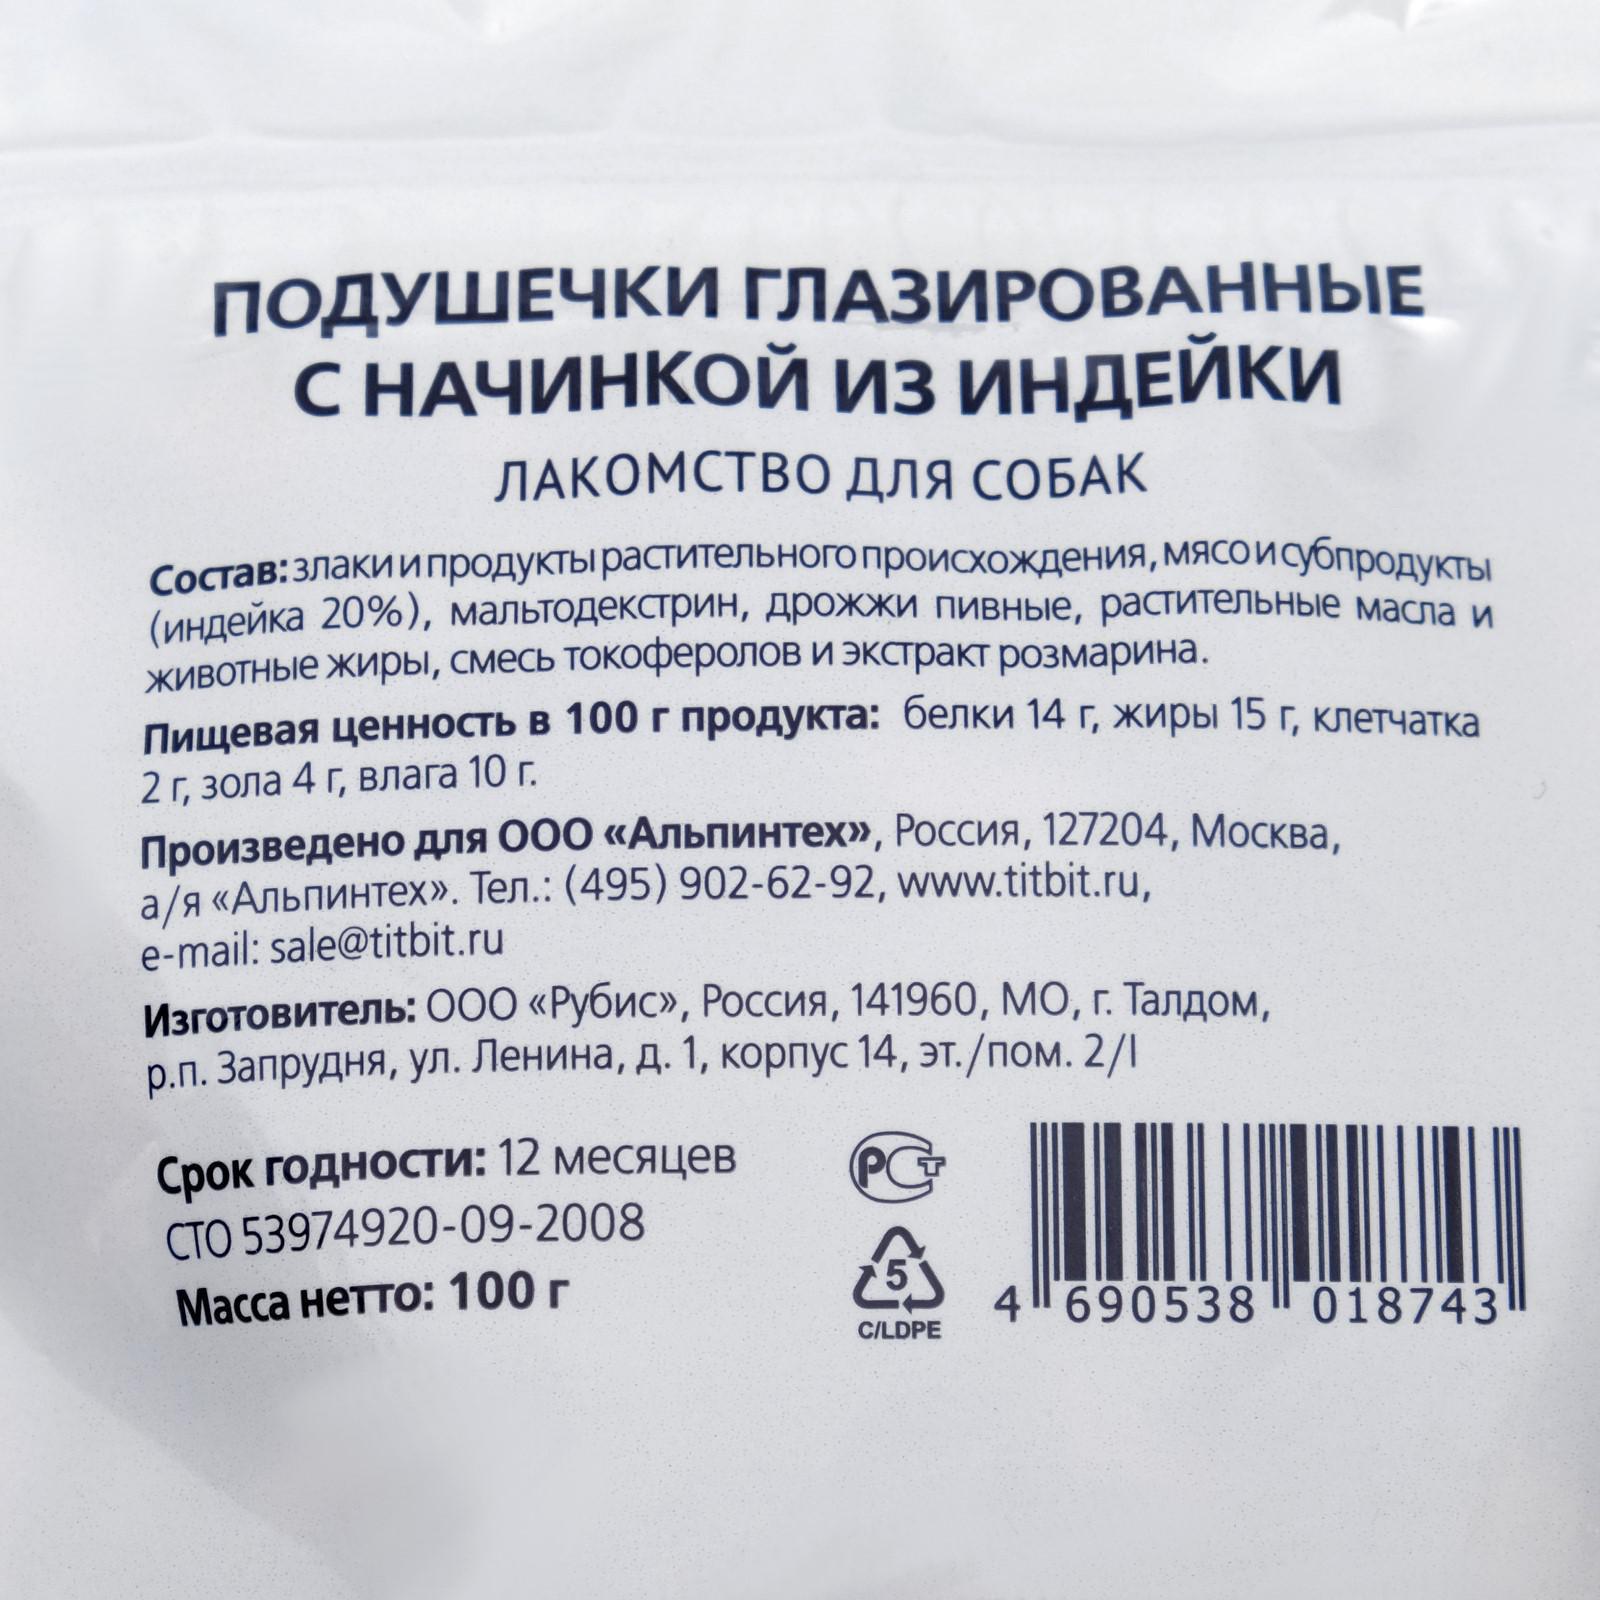 ПОДУШЕЧКИ ГЛАЗИРОВАННЫЕ
С НАЧИНКОЙ ИЗ ИНДЕЙКИ
ЛАКОМСТВО ДЛЯ СОБАК
Состав: злаки и продукты растительного происхождения, мясо и субпродукты
(индейка 20%), мальтодекстрин, дрожжи пивные, растительные масла и
животные жиры, смесь токоферолов и экстракт розмарина.
Пищевая ценность в 100 г продукта: белки 14 г, жиры 15 г, клетчатка
2 г, зола 4 г, влага 10 г.
Произведено для ООО «Альпинтех», Россия, 127204, Москва,
а/я «Альпинтех». Тел.: (495) 902-62-92, www.titbit.ru,
e-mail: sale@titbit.ru
Изготовитель: ООО «Рубис», Россия, 141960, МО, г. Талдом,
р.п. Запрудня, ул. Ленина, д. 1, корпус 14, эт./пом. 2/I
Срок годности: 12 месяцев
СТО 53974920-09-2008
Масса нетто: 100 г
РСТ
5
C/LDPE
4 690538 018743